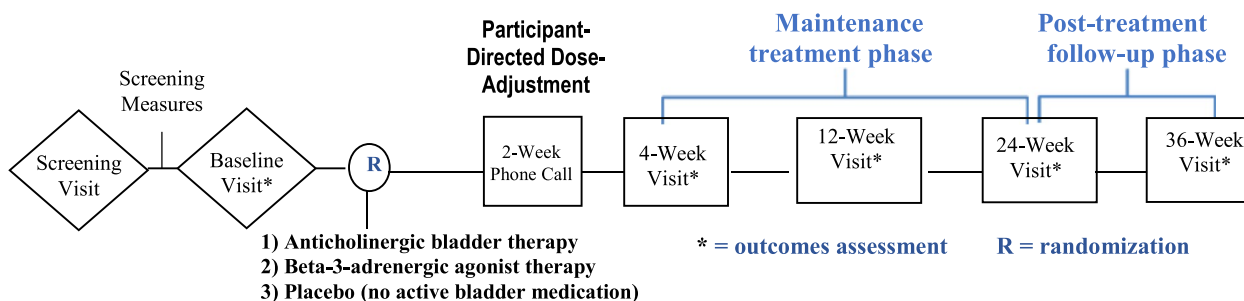 Participant-
Directed Dose-
Adjustment
Maintenance
treatment phase
Post-treatment
follow-up phase
Screening
Measures
Screening
Visit
Baseline
Visit*
R
2-Week
Phone Call
4-Week
Visit*
12-Week
Visit*
24-Week
Visit*
36-Week
Visit*
1) Anticholinergic bladder therapy
2) Beta-3-adrenergic agonist therapy
3) Placebo (no active bladder medication)
* = outcomes assessment
R = randomization